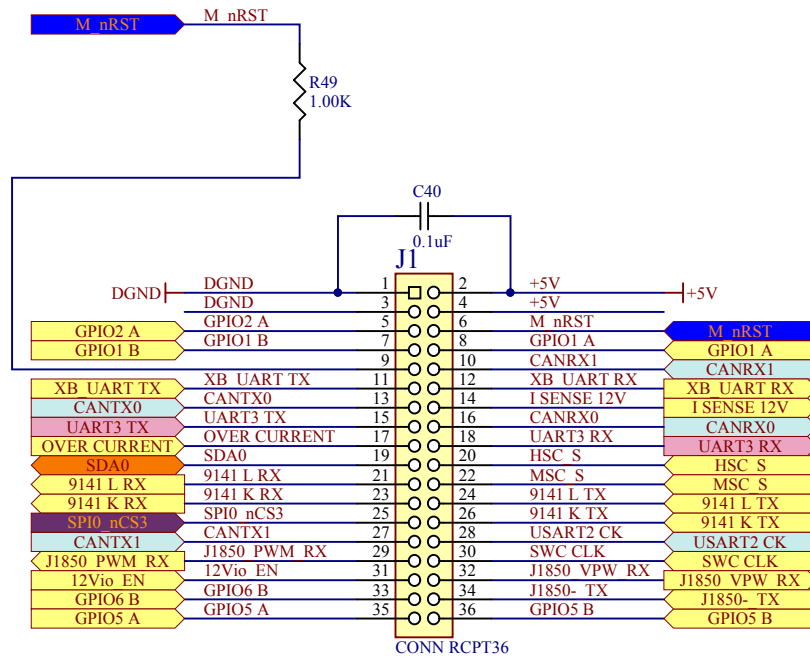 M_nRST M_nRST
R49
1.00K
C40
0.1uF
J1
DGND DGND 1 2 +5V +5V
DGND 3 4 +5V
GPIO2 A GPIO2 A 5 6 M_nRST M_nRST
GPIO1 B GPIO1 B 7 8 GPIO1 A GPIO1 A
9 10 CANRX1 CANRX1
XB_UART TX XB_UART TX 11 12 XB_UART RX XB_UART RX
CANTX0 CANTX0 13 14 I SENSE 12V I SENSE 12V
UART3 TX UART3 TX 15 16 CANRX0 CANRX0
OVER CURRENT OVER CURRENT 17 18 UART3 RX UART3 RX
SDA0 SDA0 19 20 HSC_S HSC_S
9141 L RX 9141 L RX 21 22 MSC_S MSC_S
9141 K RX 9141 K RX 23 24 9141 L TX 9141 L TX
SPI0_nCS3 SPI0_nCS3 25 26 9141 K TX 9141 K TX
CANTX1 CANTX1 27 28 USART2 CK USART2 CK
J1850_PWM_RX J1850_PWM_RX 29 30 SWC CLK SWC CLK
12Vio_EN 12Vio_EN 31 32 J1850_VPW_RX J1850_VPW_RX
GPIO6 B GPIO6 B 33 34 J1850-_TX J1850-_TX
GPIO5 A GPIO5 A 35 36 GPIO5 B GPIO5 B
CONN RCPT36